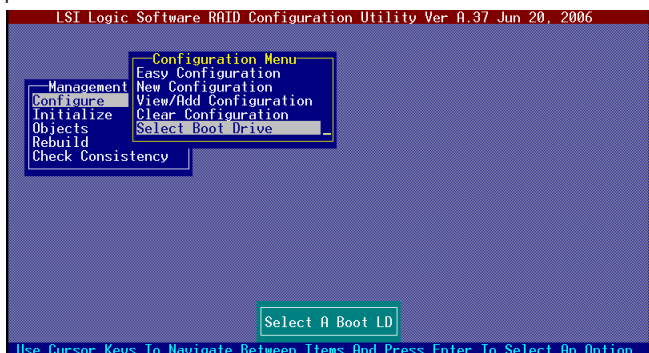 LSI Logic Software RAID Configuration Utility Ver A.37 Jun 20, 2006
Configuration Menu
Easy Configuration
New Configuration
View/Add Configuration
Clear Configuration
Select Boot Drive
Management
Configure
Initialize
Objects
Rebuild
Check Consistency
Select A Boot LD
Use Cursor Keys To Navigate Between Items And Press Enter To Select An Option